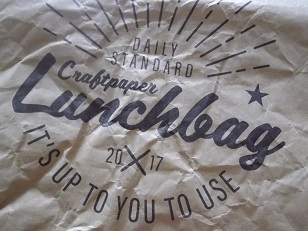 DAILY
STANDARD
Craftpaper
Lunchbag
20 17
IT'S UP TO YOU TO USE